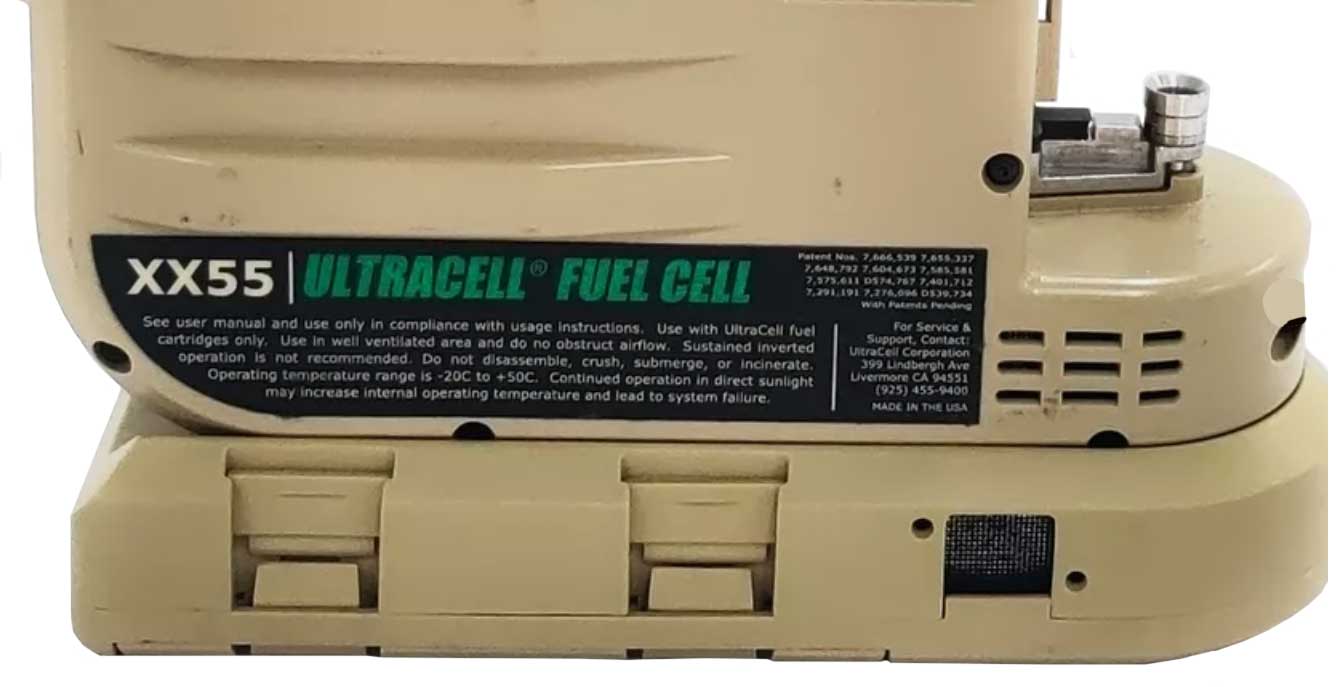 XX55 | ULTRACELL® FUEL CELL
Patent Nos. 7,666,539 7,655,337
7,648,792 7,604,673 7,585,581
7,575,611 D574,767 7,401,712
7,291,191 7,276,096 D539,734
With Patents Pending
See user manual and use only in compliance with usage instructions. Use with UltraCell fuel
cartridges only. Use in well ventilated area and do no obstruct airflow. Sustained inverted
operation is not recommended. Do not disassemble, crush, submerge, or incinerate.
Operating temperature range is -20C to +50C. Continued operation in direct sunlight
may increase internal operating temperature and lead to system failure.
For Service &
Support, Contact:
UltraCell Corporation
399 Lindbergh Ave
Livermore CA 94551
(925) 455-9400
MADE IN THE USA